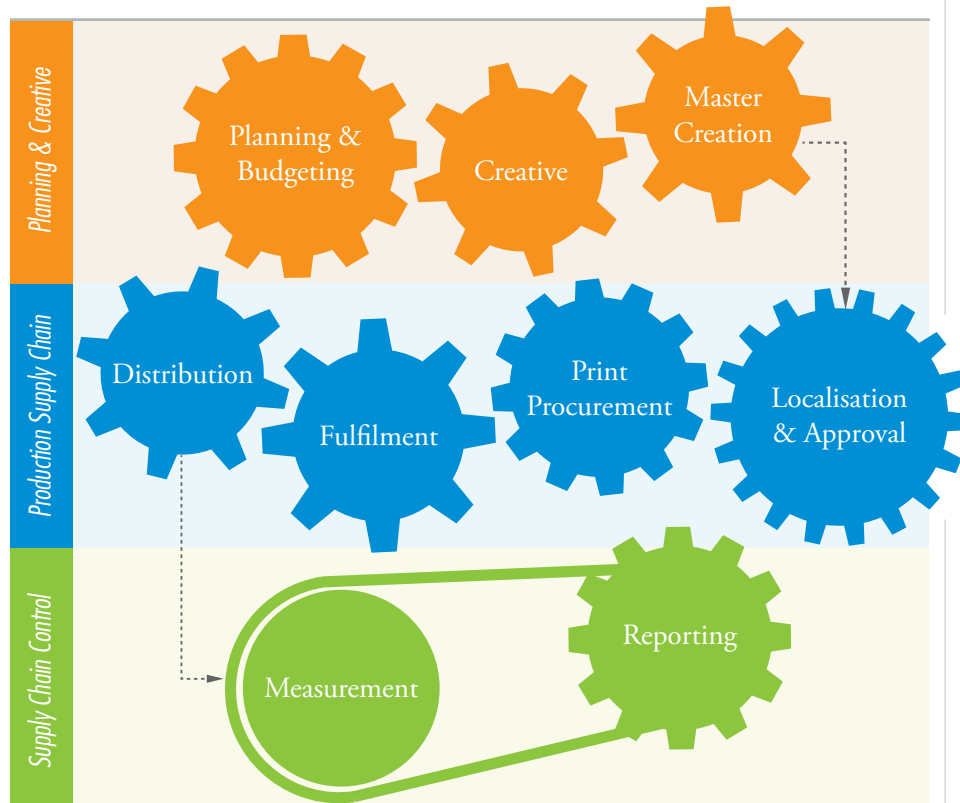 Planning & Creative
Planning &
Budgeting
Creative
Master
Creation
Production Supply Chain
Distribution
Fulfilment
Print
Procurement
Localisation
& Approval
Supply Chain Control
Measurement
Reporting